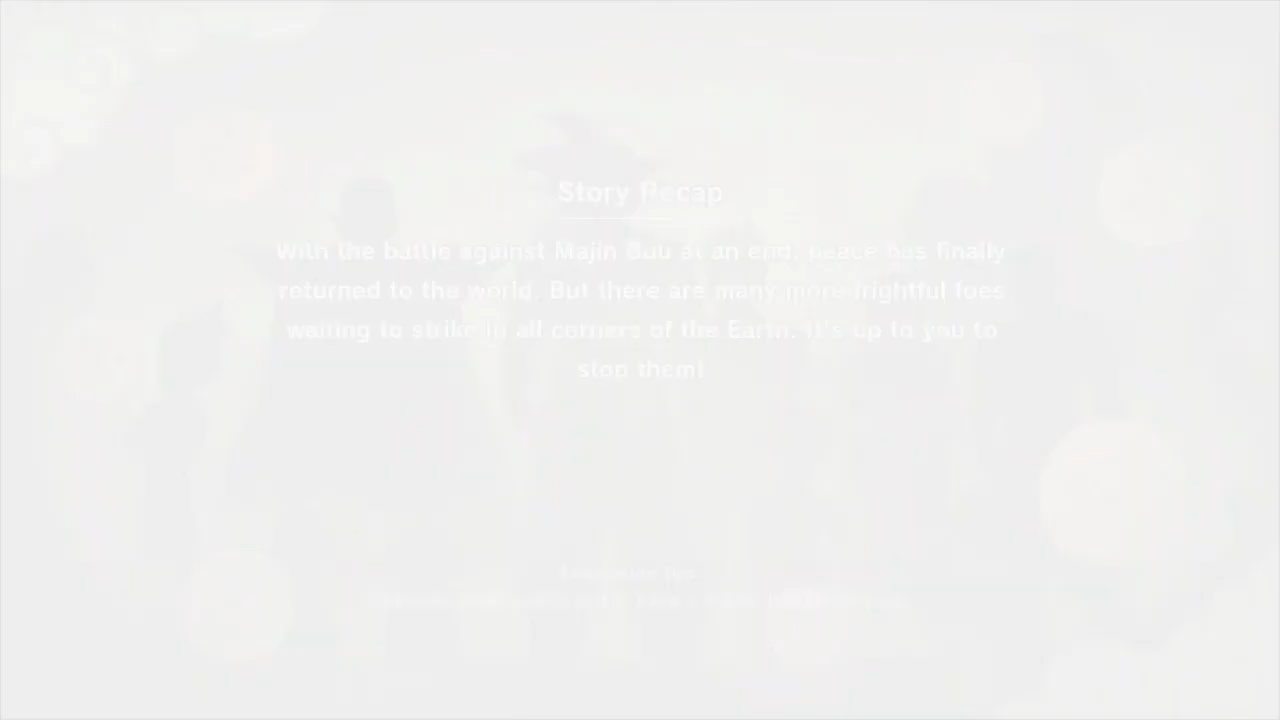 Story Recap
With the battle against Majin Buu at an end, peace has finally
returned to the world. But there are many more frightful foes
waiting to strike in all corners of the Earth. It's up to you to
stop them!